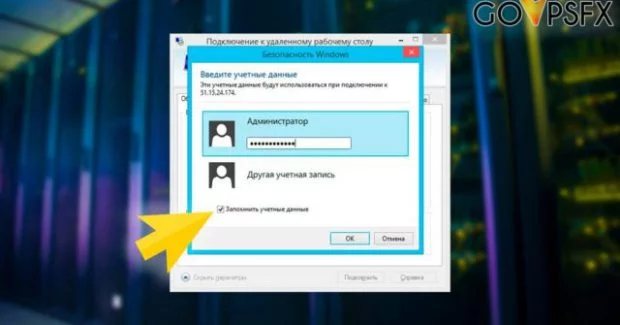 GOVPSFX
Подключение к удаленному рабочему столу
Безопасность Windows
Введите учетные данные
Эти учетные данные будут использоваться при подключении к
51.15.24.174.
Администратор
••••••••••••
Другая учетная запись
Запомнить учетные данные
OK
Отмена
Скрыть параметры
Подключить
Справка